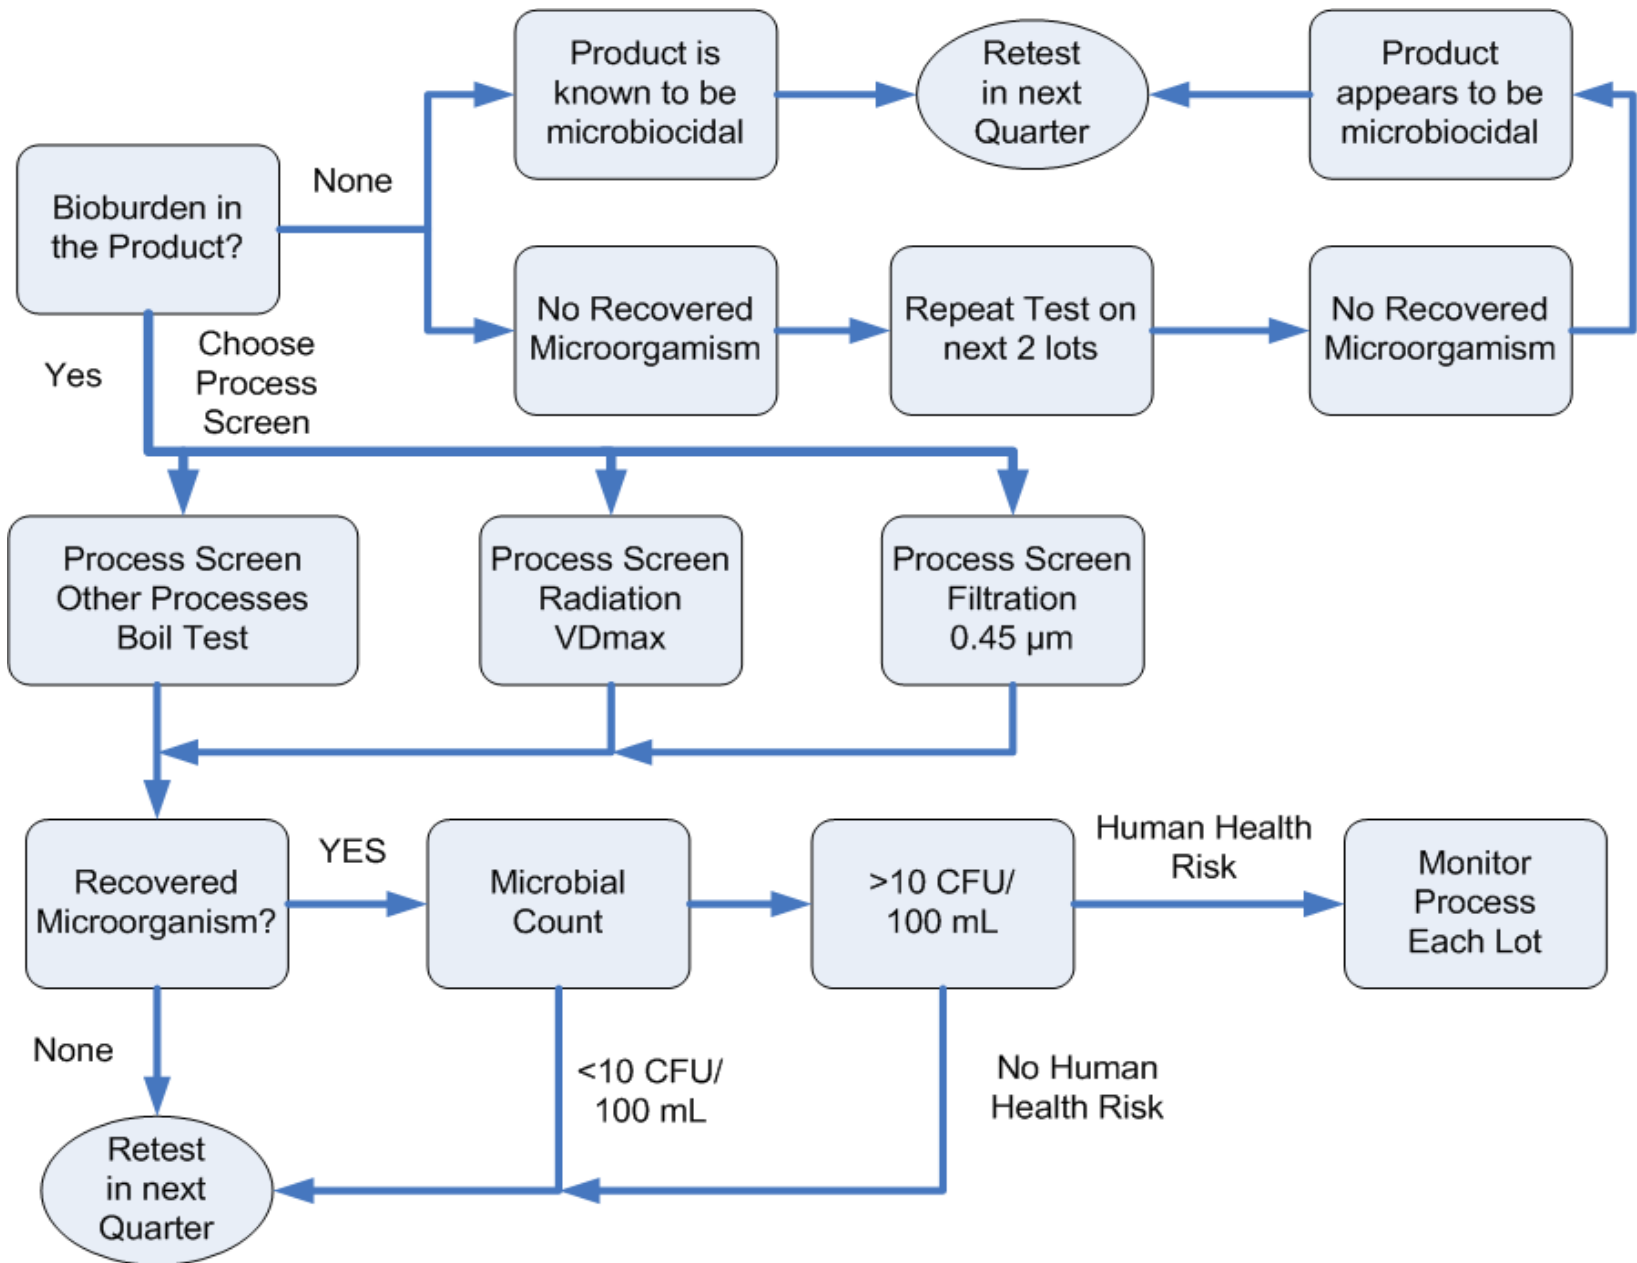 Product is
known to be
microbiocidal
Retest
in next
Quarter
Product
appears to be
microbiocidal
Bioburden in
the Product?
None
No Recovered
Microorgamism
Repeat Test on
next 2 lots
No Recovered
Microorgamism
Yes
Choose
Process
Screen
Process Screen
Other Processes
Boil Test
Process Screen
Radiation
VDmax
Process Screen
Filtration
0.45 µm
Recovered
Microorganism?
YES
Microbial
Count
>10 CFU/
100 mL
Human Health
Risk
Monitor
Process
Each Lot
None
<10 CFU/
100 mL
No Human
Health Risk
Retest
in next
Quarter